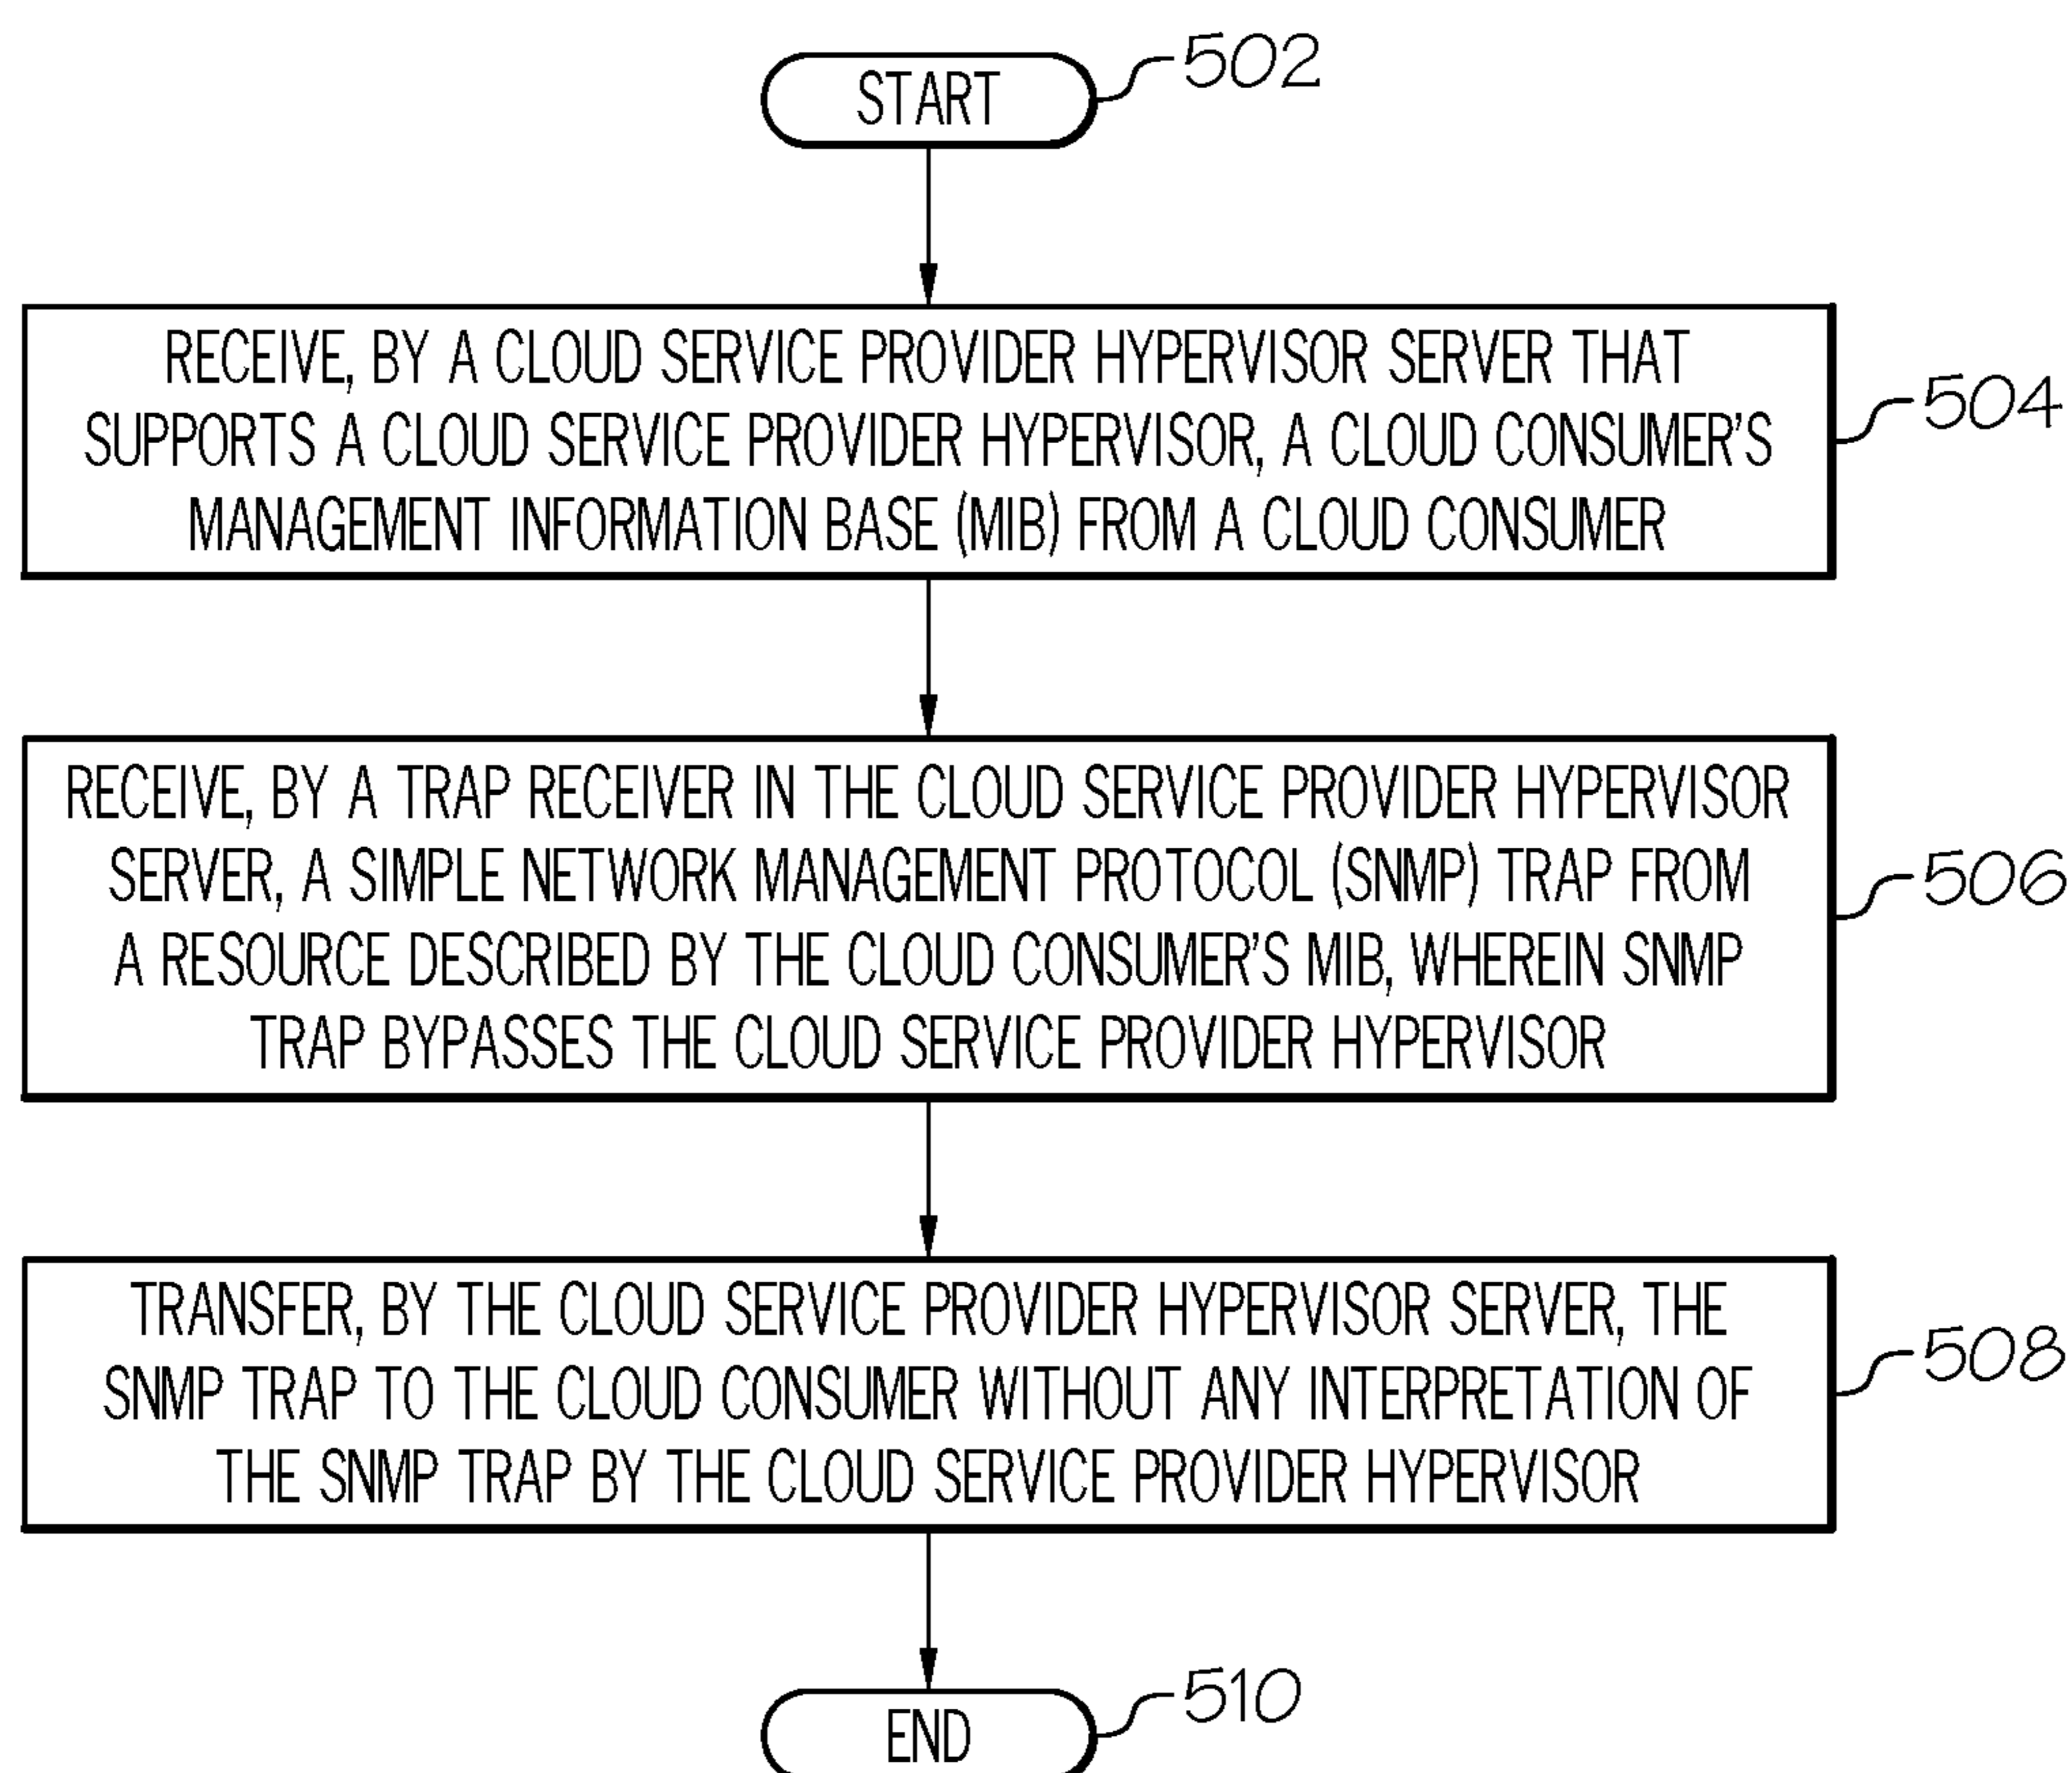 START
502
RECEIVE, BY A CLOUD SERVICE PROVIDER HYPERVISOR SERVER THAT
SUPPORTS A CLOUD SERVICE PROVIDER HYPERVISOR, A CLOUD CONSUMER'S
MANAGEMENT INFORMATION BASE (MIB) FROM A CLOUD CONSUMER
504
RECEIVE, BY A TRAP RECEIVER IN THE CLOUD SERVICE PROVIDER HYPERVISOR
SERVER, A SIMPLE NETWORK MANAGEMENT PROTOCOL (SNMP) TRAP FROM
A RESOURCE DESCRIBED BY THE CLOUD CONSUMER'S MIB, WHEREIN SNMP
TRAP BYPASSES THE CLOUD SERVICE PROVIDER HYPERVISOR
506
TRANSFER, BY THE CLOUD SERVICE PROVIDER HYPERVISOR SERVER, THE
SNMP TRAP TO THE CLOUD CONSUMER WITHOUT ANY INTERPRETATION OF
THE SNMP TRAP BY THE CLOUD SERVICE PROVIDER HYPERVISOR
508
END
510